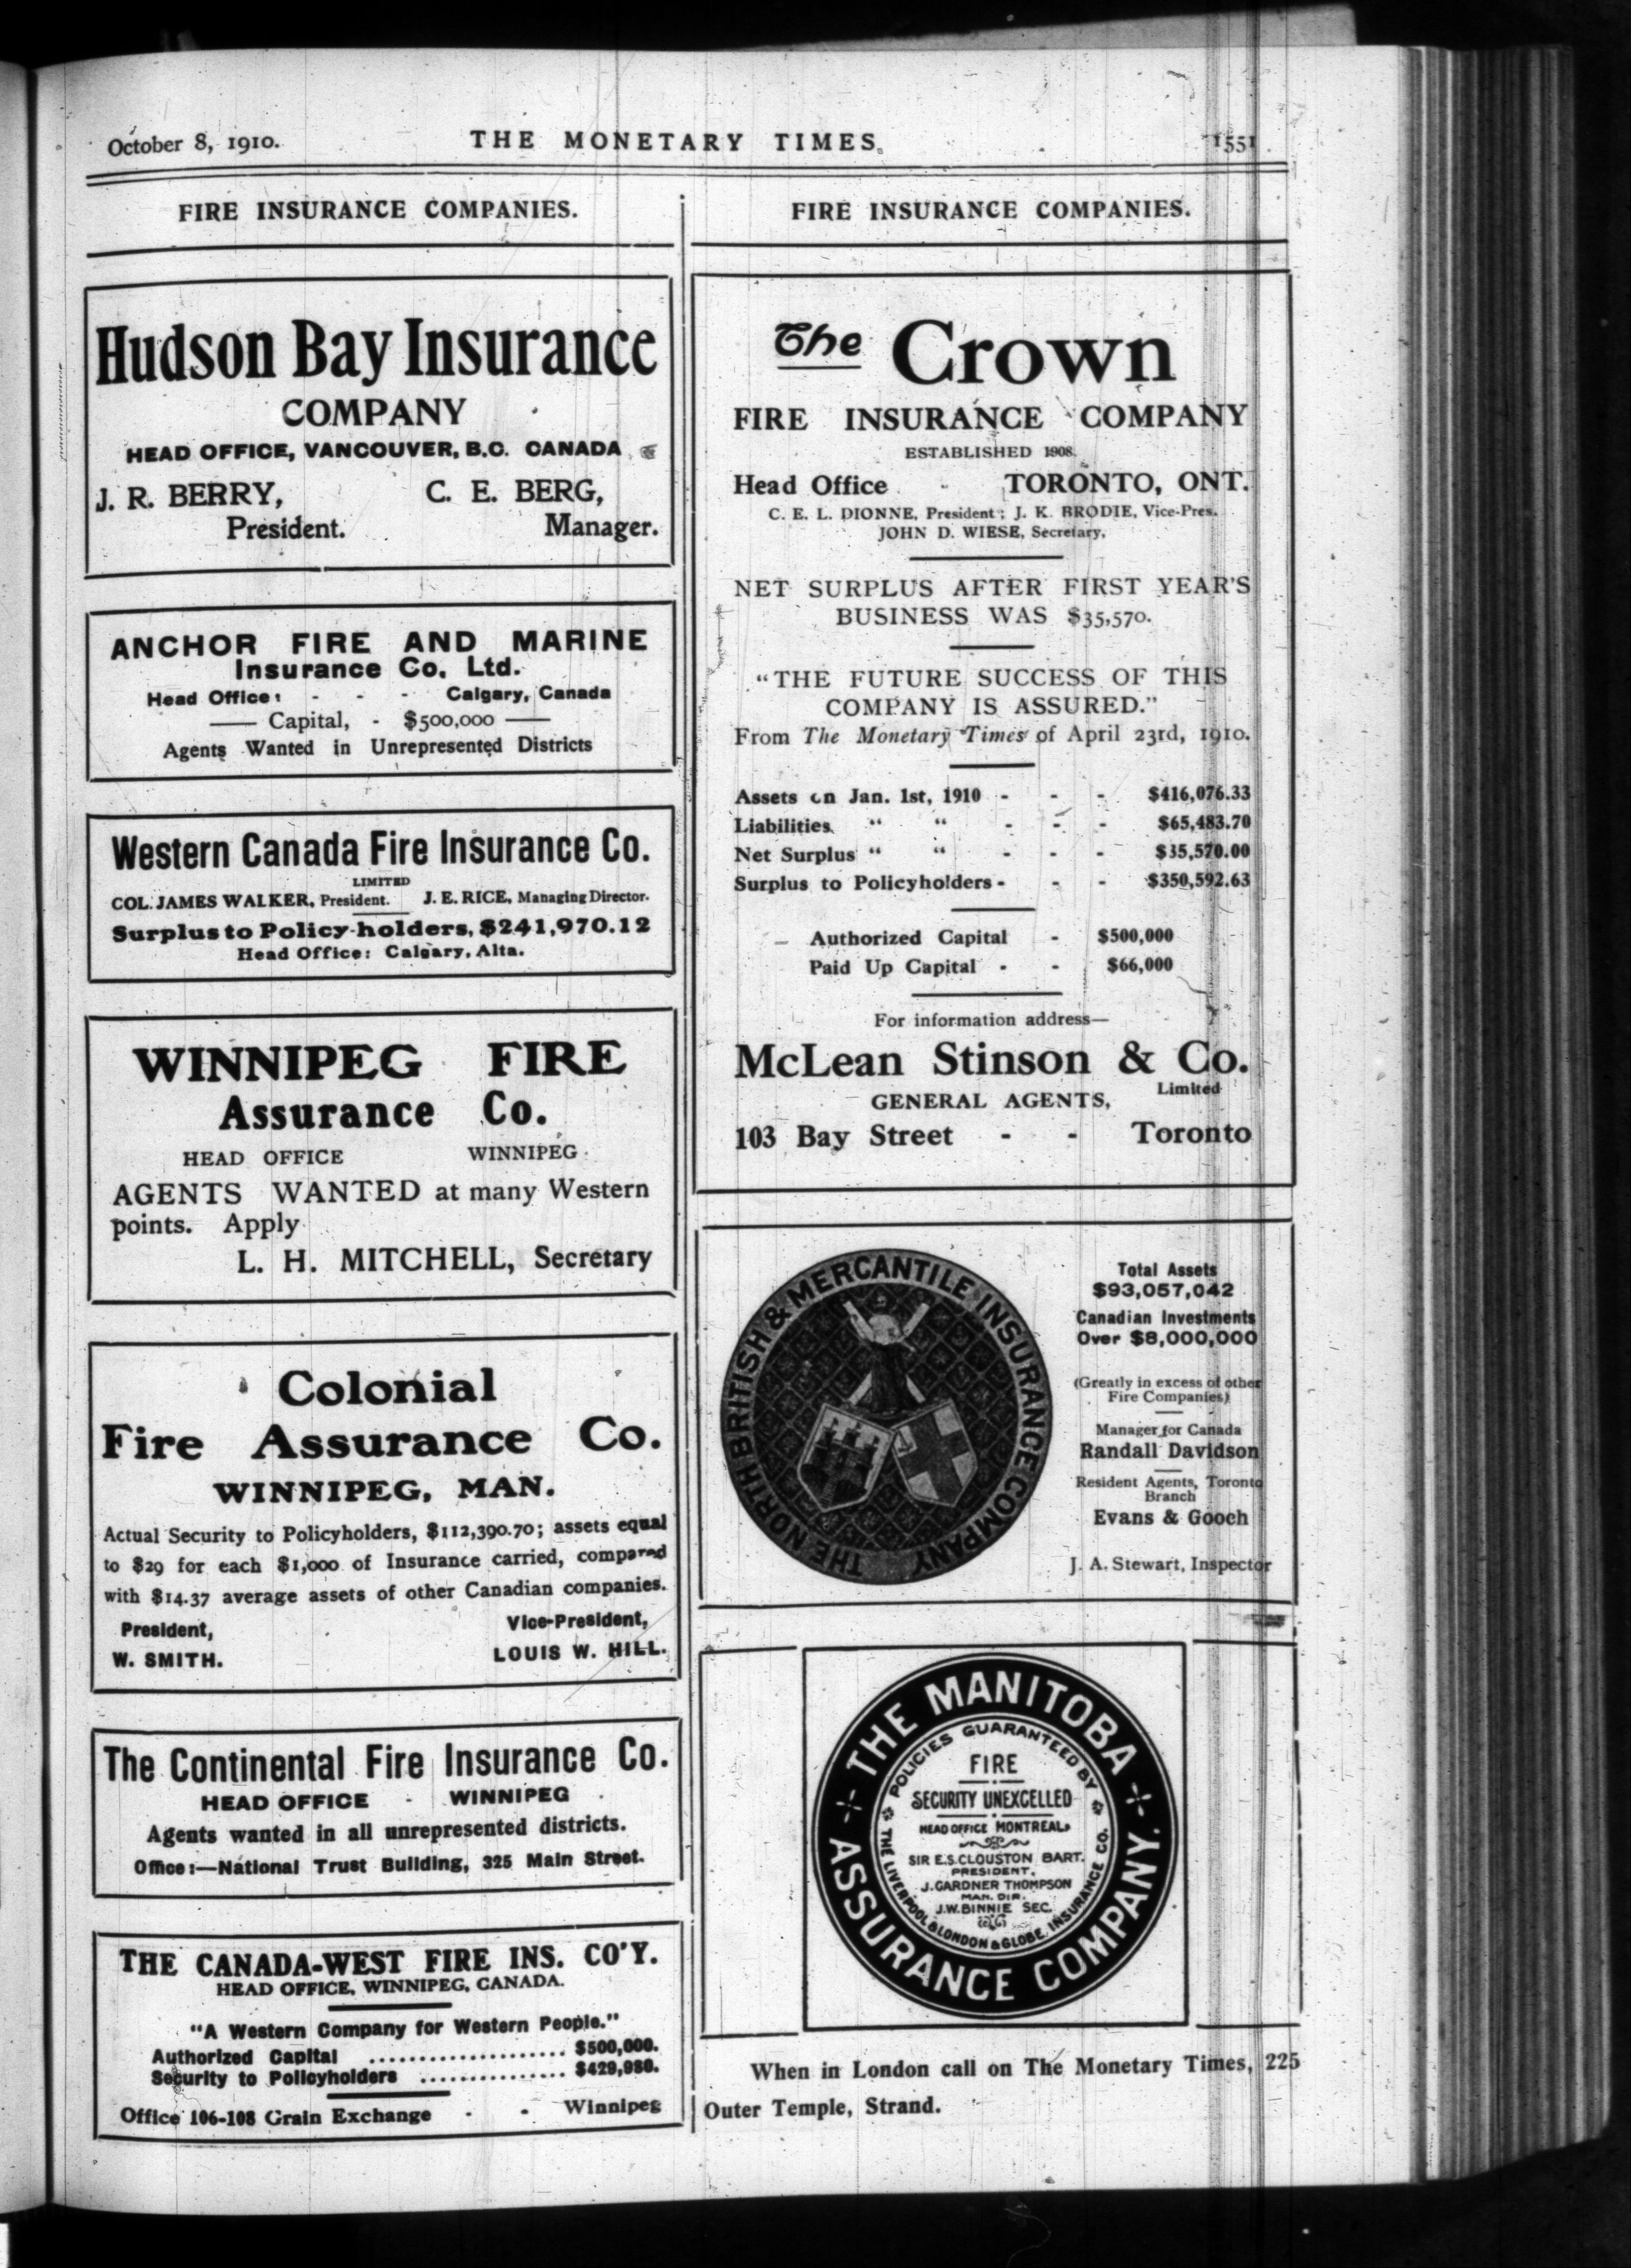 October 8, 1910.
THE MONETARY TIMES.
1551
FIRE INSURANCE COMPANIES.
Hudson Bay Insurance
COMPANY
HEAD OFFICE, VANCOUVER, B.C. CANADA
J. R. BERRY, C. E. BERG,
President. Manager.
ANCHOR FIRE AND MARINE
Insurance Co. Ltd.
Head Office: - - - Calgary, Canada
Capital, - $500,000
Agents Wanted in Unrepresented Districts
Western Canada Fire Insurance Co.
LIMITED
COL. JAMES WALKER, President. J. E. RICE, Managing Director.
Surplus to Policy-holders, $241,970.12
Head Office: Calgary, Alta.
WINNIPEG FIRE
Assurance Co.
HEAD OFFICE WINNIPEG
AGENTS WANTED at many Western
points. Apply
L. H. MITCHELL, Secretary
Colonial
Fire Assurance Co.
WINNIPEG, MAN.
Actual Security to Policyholders, $112,390.70; assets equal
to $29 for each $1,000 of Insurance carried, compared
with $14.37 average assets of other Canadian companies.
President, Vice-President,
W. SMITH. LOUIS W. HILL.
The Continental Fire Insurance Co.
HEAD OFFICE - WINNIPEG
Agents wanted in all unrepresented districts.
Office:—National Trust Building, 325 Main Street.
THE CANADA-WEST FIRE INS. CO'Y.
HEAD OFFICE, WINNIPEG, CANADA.
"A Western Company for Western People."
Authorized Capital .................... $500,000.
Security to Policyholders ............... $429,980.
Office 106-108 Grain Exchange - - Winnipeg
FIRE INSURANCE COMPANIES.
The Crown
FIRE INSURANCE COMPANY
ESTABLISHED 1908.
Head Office - TORONTO, ONT.
C. E. L. DIONNE, President; J. K. BRODIE, Vice-Pres.
JOHN D. WIESE, Secretary.
NET SURPLUS AFTER FIRST YEAR'S
BUSINESS WAS $35,570.
"THE FUTURE SUCCESS OF THIS
COMPANY IS ASSURED."
From The Monetary Times of April 23rd, 1910.
Assets on Jan. 1st, 1910 - - - $416,076.33
Liabilities " " - - - $65,483.70
Net Surplus " " - - - $35,570.00
Surplus to Policyholders - - - $350,592.63
Authorized Capital - $500,000
Paid Up Capital - - $66,000
For information address—
McLean Stinson & Co.
Limited
GENERAL AGENTS,
103 Bay Street - - Toronto
THE NORTH BRITISH & MERCANTILE INSURANCE COMPANY
Total Assets
$93,057,042
Canadian Investments
Over $8,000,000
(Greatly in excess of other
Fire Companies)
Manager for Canada
Randall Davidson
Resident Agents, Toronto
Branch
Evans & Gooch
J. A. Stewart, Inspector
THE MANITOBA
ASSURANCE COMPANY.
POLICIES GUARANTEED BY
THE LIVERPOOL & LONDON & GLOBE INSURANCE CO.
FIRE
SECURITY UNEXCELLED
HEAD OFFICE MONTREAL
SIR E.S. CLOUSTON BART.
PRESIDENT.
J. GARDNER THOMPSON
MAN. DIR.
J.W. BINNIE SEC.
When in London call on The Monetary Times, 225
Outer Temple, Strand.